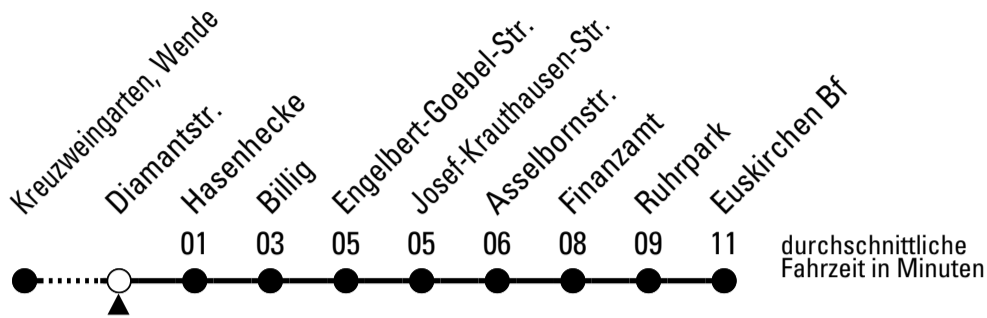 Kreuzweingarten, Wende
Diamantstr.
Hasenhecke
Billig
Engelbert-Goebel-Str.
Josef-Krauthausen-Str.
Asselbornstr.
Finanzamt
Ruhrpark
Euskirchen Bf
01 03 05 05 06 08 09 11
durchschnittliche
Fahrzeit in Minuten